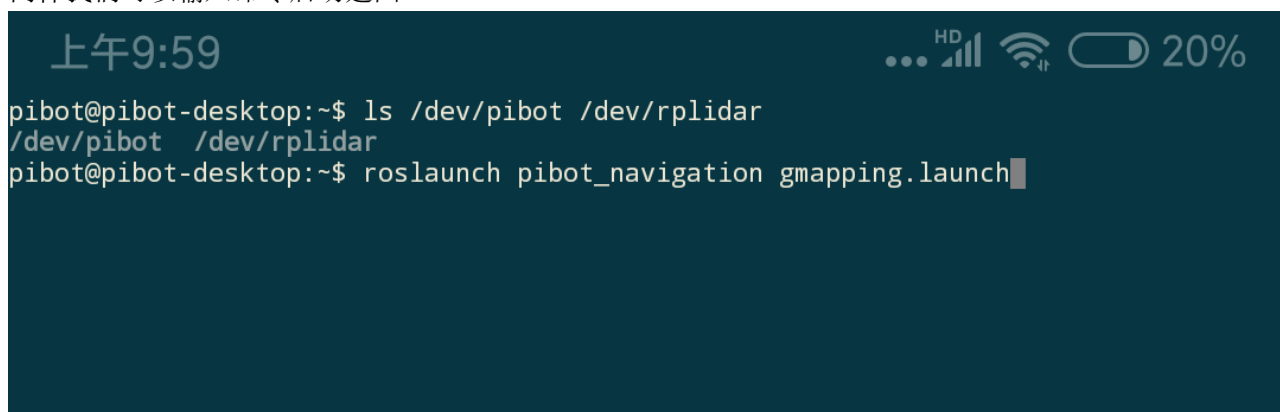 上午9:59 HD 20%
pibot@pibot-desktop:~$ ls /dev/pibot /dev/rplidar
/dev/pibot  /dev/rplidar
pibot@pibot-desktop:~$ roslaunch pibot_navigation gmapping.launch